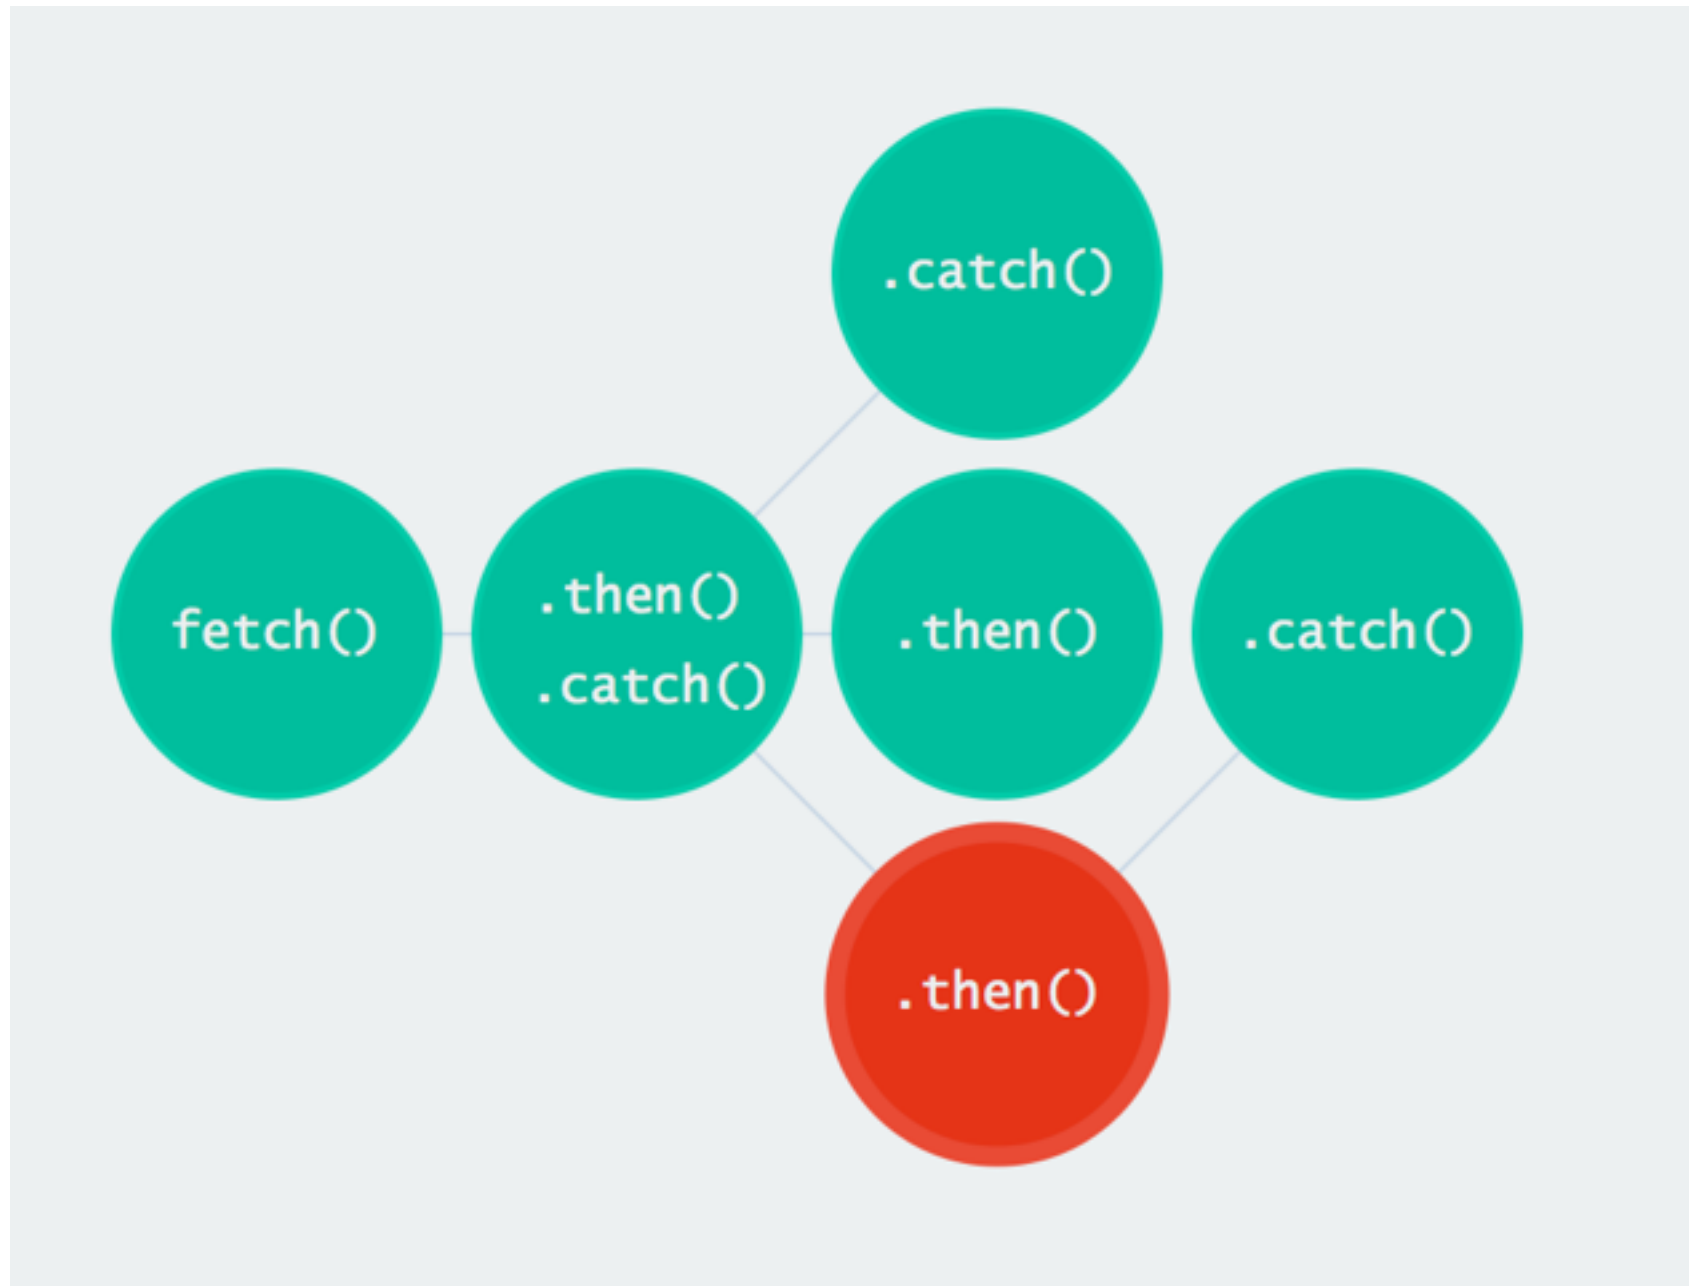 .catch()
fetch()
.then()
.catch()
.then()
.catch()
.then()